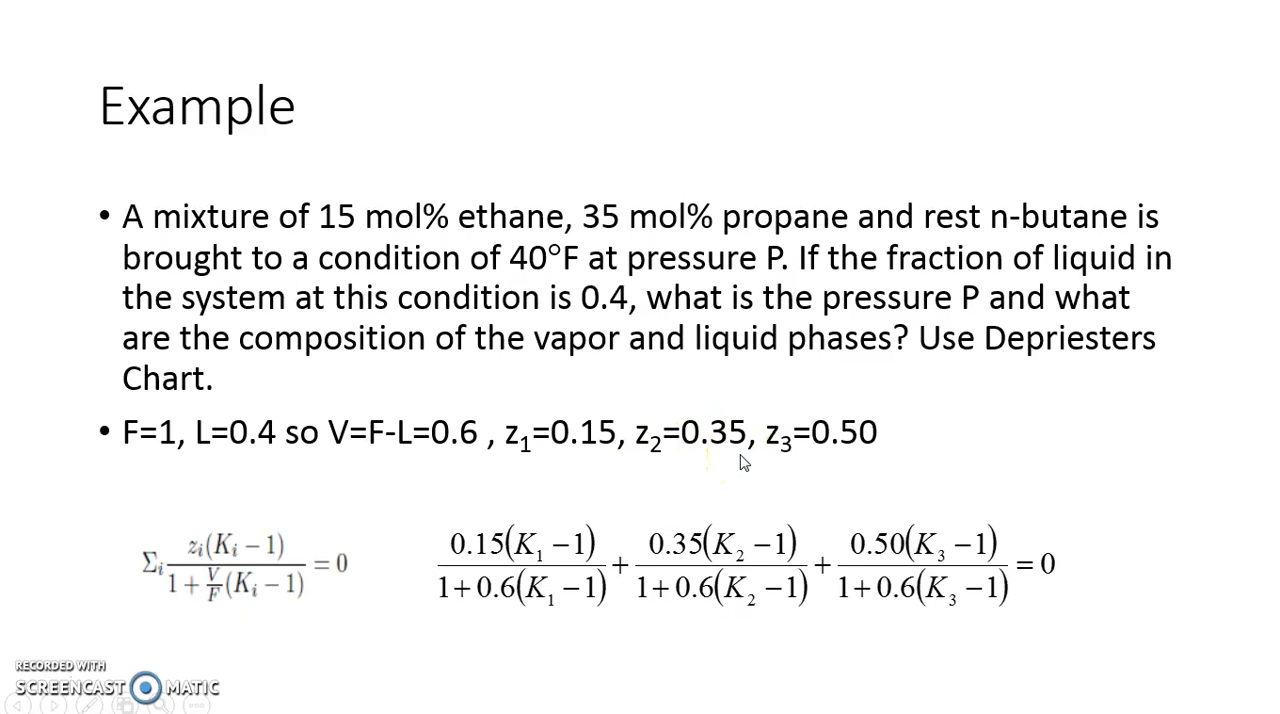 Example
• A mixture of 15 mol% ethane, 35 mol% propane and rest n-butane is
brought to a condition of 40°F at pressure P. If the fraction of liquid in
the system at this condition is 0.4, what is the pressure P and what
are the composition of the vapor and liquid phases? Use Depriesters
Chart.
• F=1, L=0.4 so V=F-L=0.6 , z₁=0.15, z₂=0.35, z₃=0.50
Σᵢ zᵢ(Kᵢ − 1) / (1 + V/F (Kᵢ − 1)) = 0
0.15(K₁ − 1) / (1 + 0.6(K₁ − 1)) + 0.35(K₂ − 1) / (1 + 0.6(K₂ − 1)) + 0.50(K₃ − 1) / (1 + 0.6(K₃ − 1)) = 0
RECORDED WITH
SCREENCAST MATIC